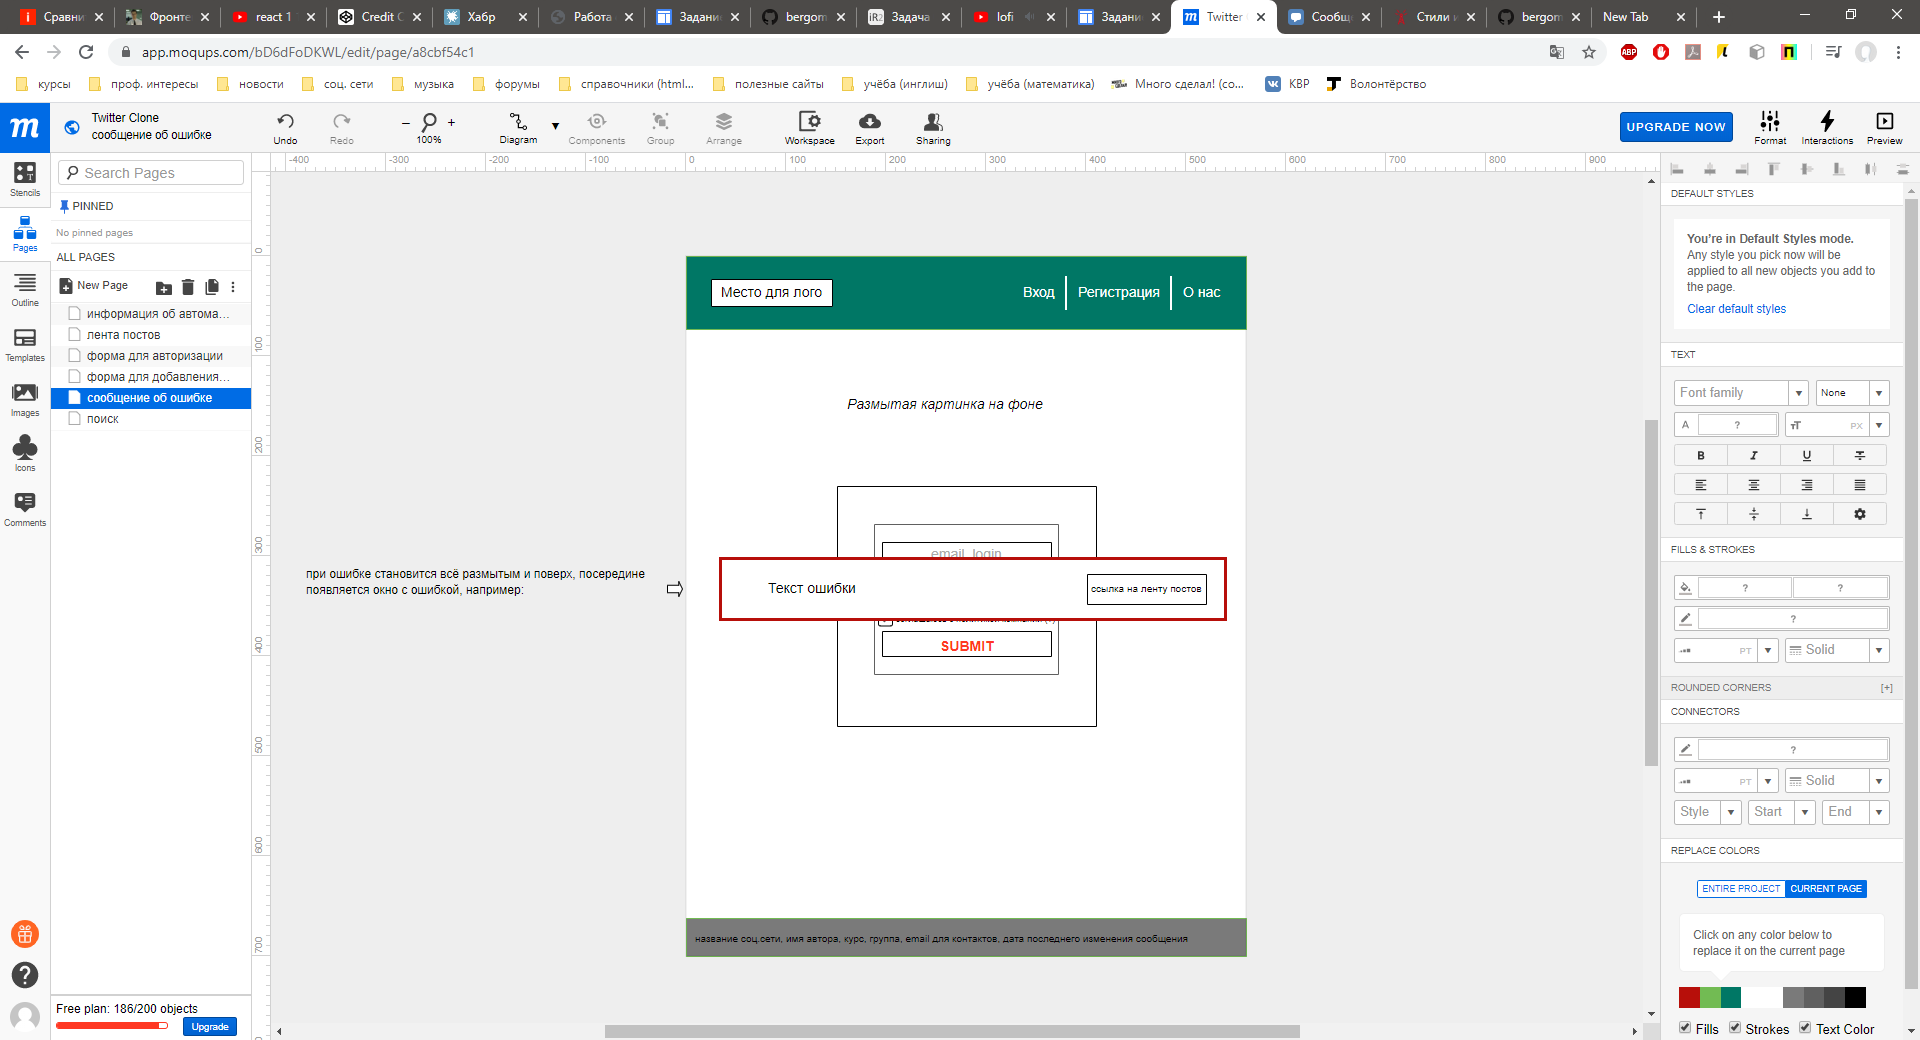 Сравни
Фронте
react 1
Credit C
Хабр
Работа
Задани
bergom
Задача
lofi
Задани
Twitter
Сообщ
Стили и
bergom
New Tab
app.moqups.com/bD6dFoDKWL/edit/page/a8cbf54c1
курсы
проф. интересы
новости
соц. сети
музыка
форумы
справочники (html...
полезные сайты
учёба (инглиш)
учёба (математика)
Много сделал! (со...
КВР
Волонтёрство
Twitter Clone
сообщение об ошибке
Undo
Redo
100%
Diagram
Components
Group
Arrange
Workspace
Export
Sharing
UPGRADE NOW
Format
Interactions
Preview
Stencils
Pages
Outline
Templates
Images
Icons
Comments
Search Pages
PINNED
No pinned pages
ALL PAGES
New Page
информация об автома...
лента постов
форма для авторизации
форма для добавления...
сообщение об ошибке
поиск
Free plan: 186/200 objects
Upgrade
-400 -300 -200 -100 0 100 200 300 400 500 600 700 800 900
0
100
200
300
400
500
600
700
Место для лого
Вход
Регистрация
О нас
Размытая картинка на фоне
email, login
при ошибке становится всё размытым и поверх, посередине
появляется окно с ошибкой, например:
Текст ошибки
ссылка на ленту постов
SUBMIT
название соц.сети, имя автора, курс, группа, email для контактов, дата последнего изменения сообщения
DEFAULT STYLES
You're in Default Styles mode.
Any style you pick now will be
applied to all new objects you add to
the page.
Clear default styles
TEXT
Font family
None
A
?
PX
B
I
U
FILLS & STROKES
?
?
?
PT
Solid
ROUNDED CORNERS
[+]
CONNECTORS
?
PT
Solid
Style
Start
End
REPLACE COLORS
ENTIRE PROJECT
CURRENT PAGE
Click on any color below to
replace it on the current page
Fills
Strokes
Text Color